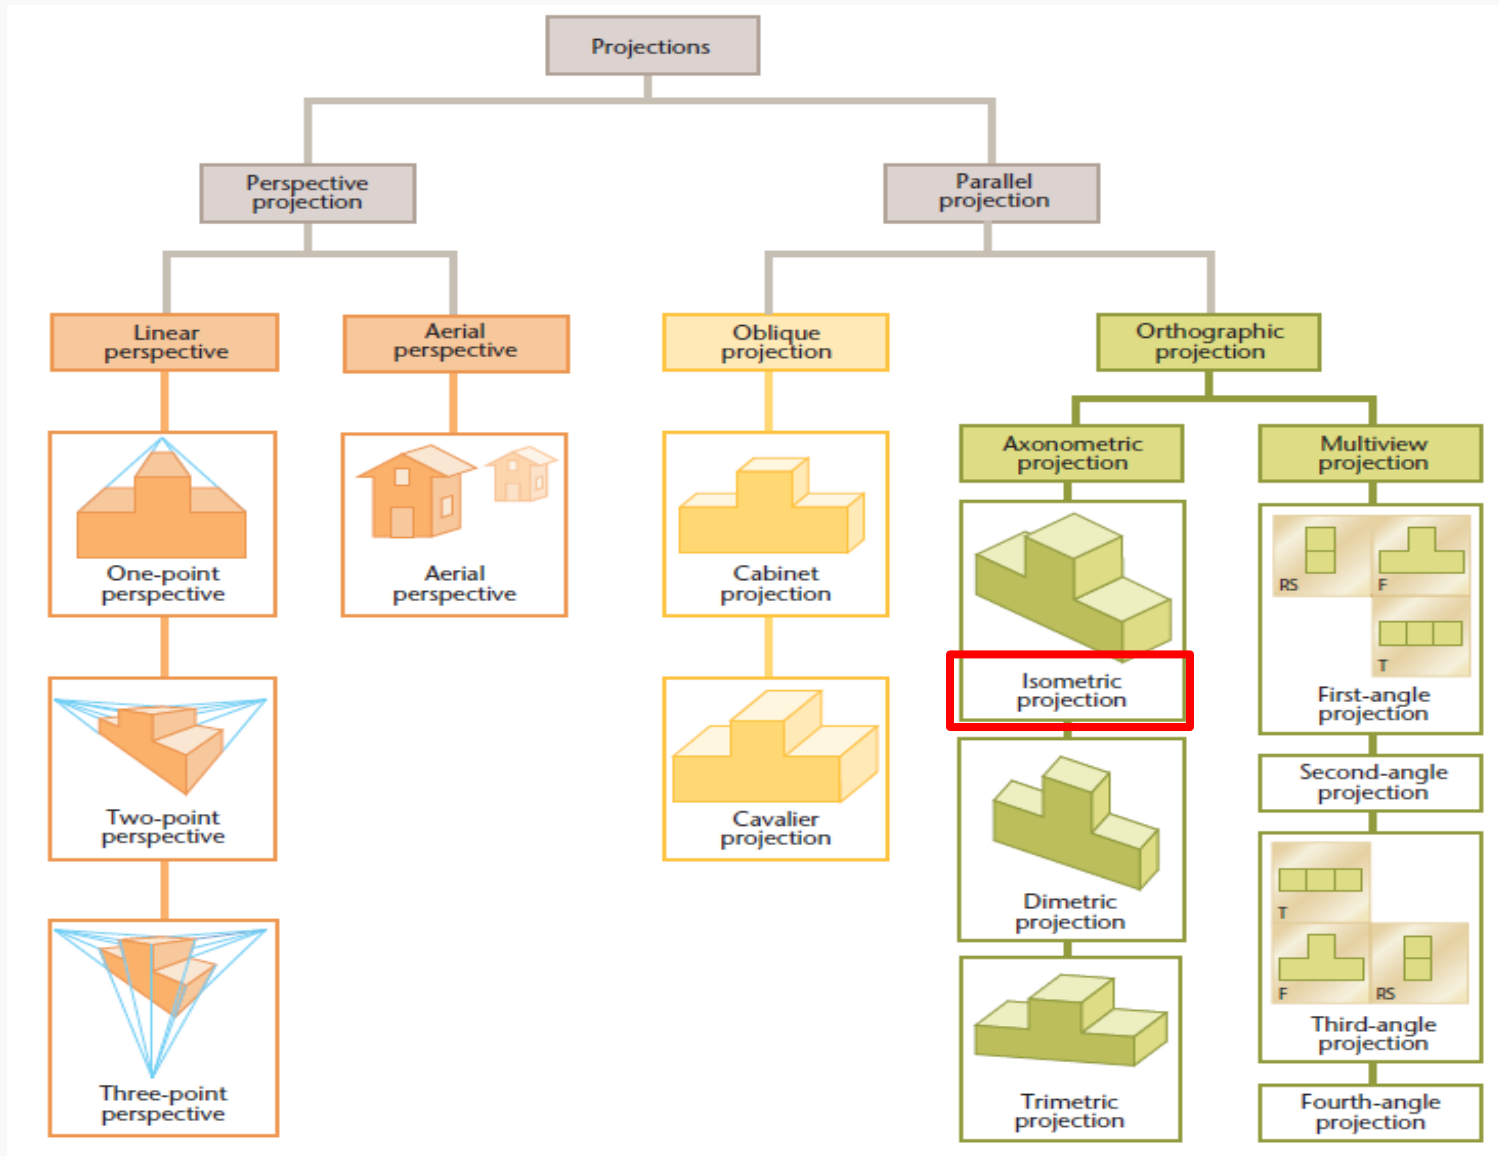 Projections
Perspective
projection
Parallel
projection
Linear
perspective
Aerial
perspective
Oblique
projection
Orthographic
projection
Axonometric
projection
Multiview
projection
One-point
perspective
Aerial
perspective
Cabinet
projection
Isometric
projection
RS
F
T
First-angle
projection
Two-point
perspective
Cavalier
projection
Dimetric
projection
Second-angle
projection
T
F
RS
Third-angle
projection
Three-point
perspective
Trimetric
projection
Fourth-angle
projection